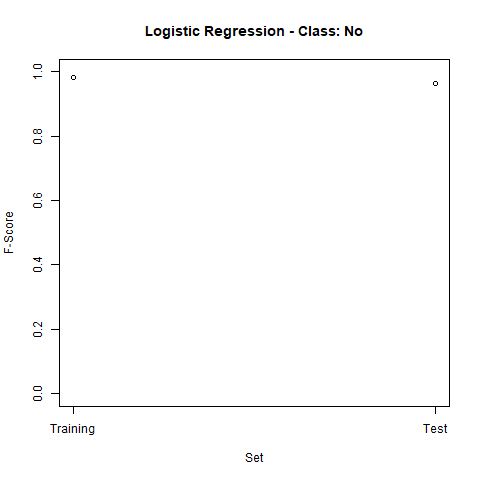 Logistic Regression - Class: No
F-Score
1.0
0.8
0.6
0.4
0.2
0.0
Training
Test
Set